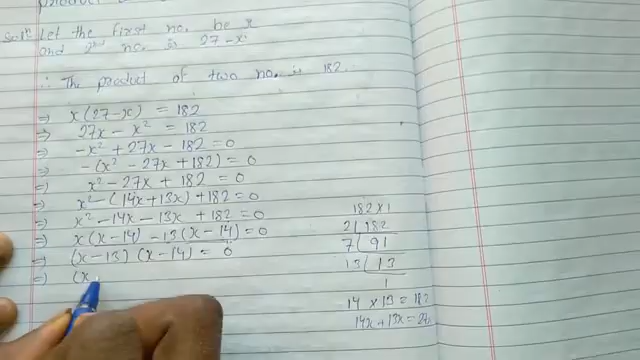 Product
Sol:n Let the first no. be x
and 2nd no. is 27-x
∴ The product of two no. is 182.
⇒ x(27-x) = 182
⇒ 27x - x² = 182
⇒ -x² + 27x - 182 = 0
⇒ -(x² - 27x + 182) = 0
⇒ x² - 27x + 182 = 0
⇒ x² - (14x + 13x) + 182 = 0
⇒ x² - 14x - 13x + 182 = 0
⇒ x(x-14) - 13(x-14) = 0
⇒ (x-13) (x-14) = 0
⇒ (x
182 x 1
2 | 182
7 | 91
13 | 13
1
14 x 13 = 182
14x + 13x = 27x